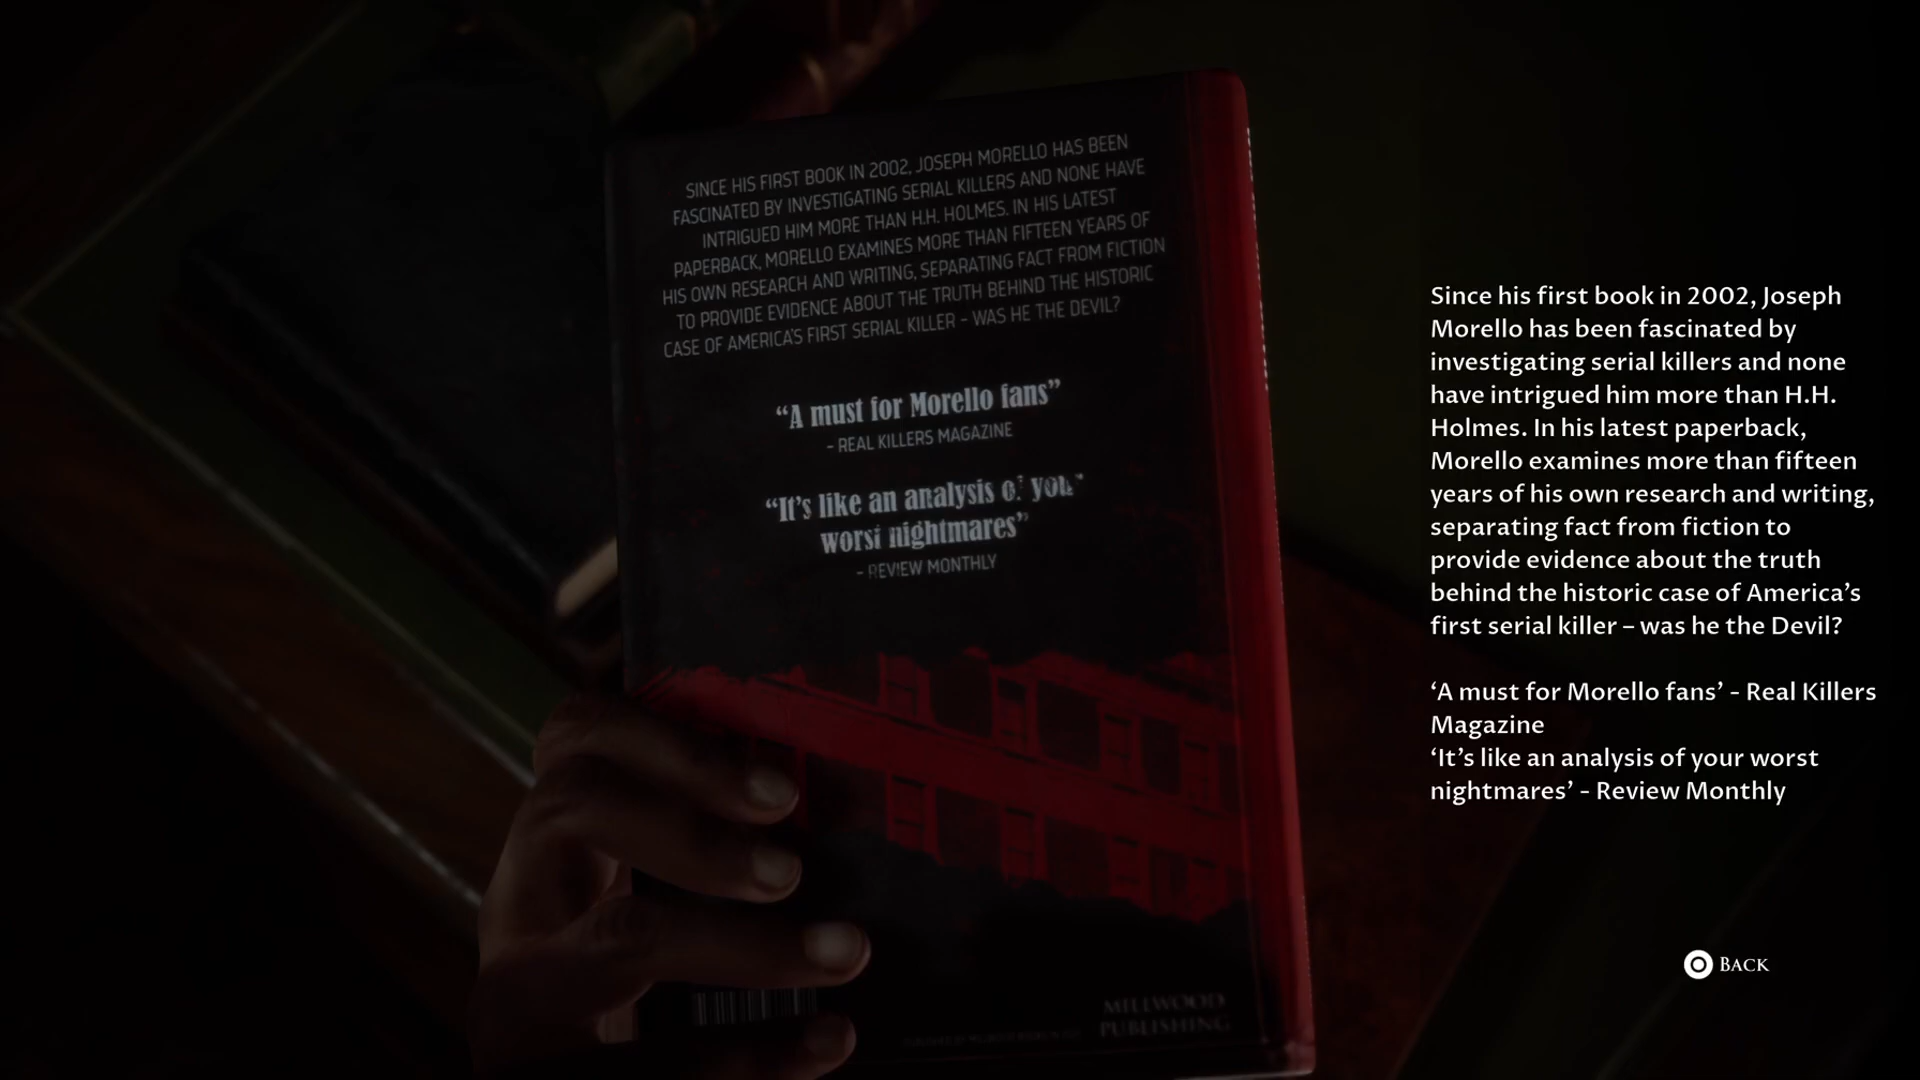 SINCE HIS FIRST BOOK IN 2002, JOSEPH MORELLO HAS BEEN
FASCINATED BY INVESTIGATING SERIAL KILLERS AND NONE HAVE
INTRIGUED HIM MORE THAN H.H. HOLMES. IN HIS LATEST
PAPERBACK, MORELLO EXAMINES MORE THAN FIFTEEN YEARS OF
HIS OWN RESEARCH AND WRITING, SEPARATING FACT FROM FICTION
TO PROVIDE EVIDENCE ABOUT THE TRUTH BEHIND THE HISTORIC
CASE OF AMERICA'S FIRST SERIAL KILLER – WAS HE THE DEVIL?
“A must for Morello fans”
– REAL KILLERS MAGAZINE
“It's like an analysis of your
worst nightmares”
– REVIEW MONTHLY
MILLWOOD
PUBLISHING
Since his first book in 2002, Joseph
Morello has been fascinated by
investigating serial killers and none
have intrigued him more than H.H.
Holmes. In his latest paperback,
Morello examines more than fifteen
years of his own research and writing,
separating fact from fiction to
provide evidence about the truth
behind the historic case of America’s
first serial killer – was he the Devil?
‘A must for Morello fans’ - Real Killers
Magazine
‘It’s like an analysis of your worst
nightmares’ - Review Monthly
BACK